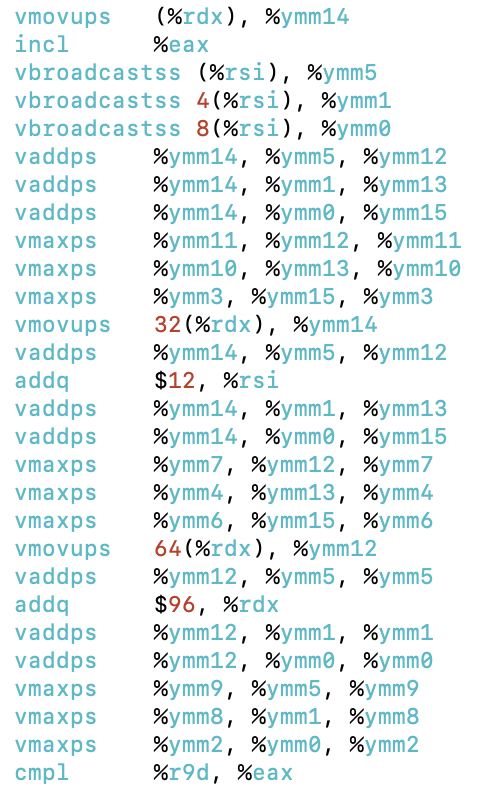 vmovups (%rdx), %ymm14
incl %eax
vbroadcastss (%rsi), %ymm5
vbroadcastss 4(%rsi), %ymm1
vbroadcastss 8(%rsi), %ymm0
vaddps %ymm14, %ymm5, %ymm12
vaddps %ymm14, %ymm1, %ymm13
vaddps %ymm14, %ymm0, %ymm15
vmaxps %ymm11, %ymm12, %ymm11
vmaxps %ymm10, %ymm13, %ymm10
vmaxps %ymm3, %ymm15, %ymm3
vmovups 32(%rdx), %ymm14
vaddps %ymm14, %ymm5, %ymm12
addq $12, %rsi
vaddps %ymm14, %ymm1, %ymm13
vaddps %ymm14, %ymm0, %ymm15
vmaxps %ymm7, %ymm12, %ymm7
vmaxps %ymm4, %ymm13, %ymm4
vmaxps %ymm6, %ymm15, %ymm6
vmovups 64(%rdx), %ymm12
vaddps %ymm12, %ymm5, %ymm5
addq $96, %rdx
vaddps %ymm12, %ymm1, %ymm1
vaddps %ymm12, %ymm0, %ymm0
vmaxps %ymm9, %ymm5, %ymm9
vmaxps %ymm8, %ymm1, %ymm8
vmaxps %ymm2, %ymm0, %ymm2
cmpl %r9d, %eax